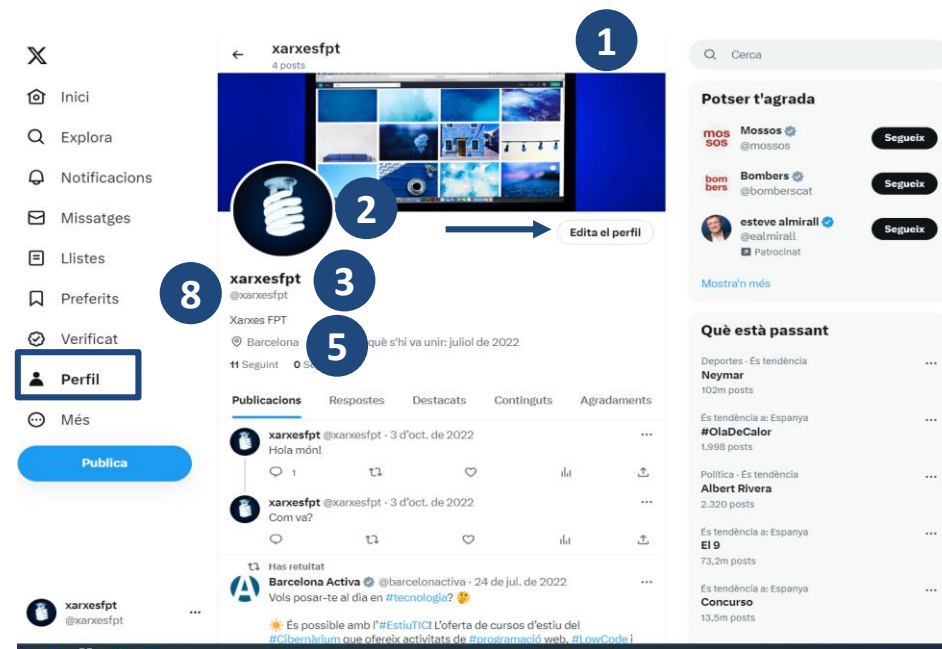 xarxesfpt
4 posts
1
Inici
Explora
Notificacions
Missatges
Llistes
Preferits
Verificat
Perfil
Més
Publica
xarxesfpt
@xarxesfpt
2
Edita el perfil
xarxesfpt
3
8
@xarxesfpt
Xarxes FPT
Barcelona
5
què s'hi va unir: juliol de 2022
11 Seguint 0
Publicacions Respostes Destacats Continguts Agradaments
xarxesfpt @xarxesfpt · 3 d'oct. de 2022
Hola món!
1
xarxesfpt @xarxesfpt · 3 d'oct. de 2022
Com va?
Has retuitat
Barcelona Activa @barcelonactiva · 24 de jul. de 2022
Vols posar-te al dia en #tecnologia? 🤔
☀️ És possible amb l'#EstiuTIC! L'oferta de cursos d'estiu del
#Cibernàrium que ofereix activitats de #programació web, #LowCode i
Cerca
Potser t'agrada
mos
sos
Mossos
@mossos
Segueix
bom
bers
Bombers
@bomberscat
Segueix
esteve almirall
@ealmirall
Patrocinat
Segueix
Mostra'n més
Què està passant
Deportes · És tendència
Neymar
102m posts
És tendència a: Espanya
#OlaDeCalor
1.998 posts
Política · És tendència
Albert Rivera
2.320 posts
És tendència a: Espanya
El 9
73,2m posts
És tendència a: Espanya
Concurso
13,5m posts